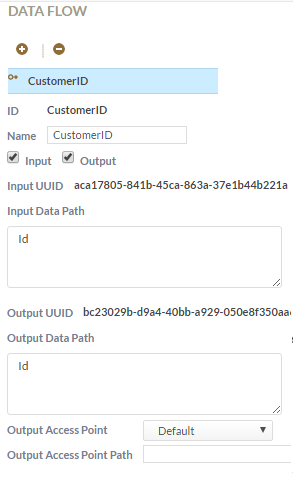 DATA FLOW
CustomerID
ID CustomerID
Name CustomerID
Input Output
Input UUID aca17805-841b-45ca-863a-37e1b44b221a
Input Data Path
Id
Output UUID bc23029b-d9a4-40bb-a929-050e8f350aa
Output Data Path
Id
Output Access Point Default
Output Access Point Path